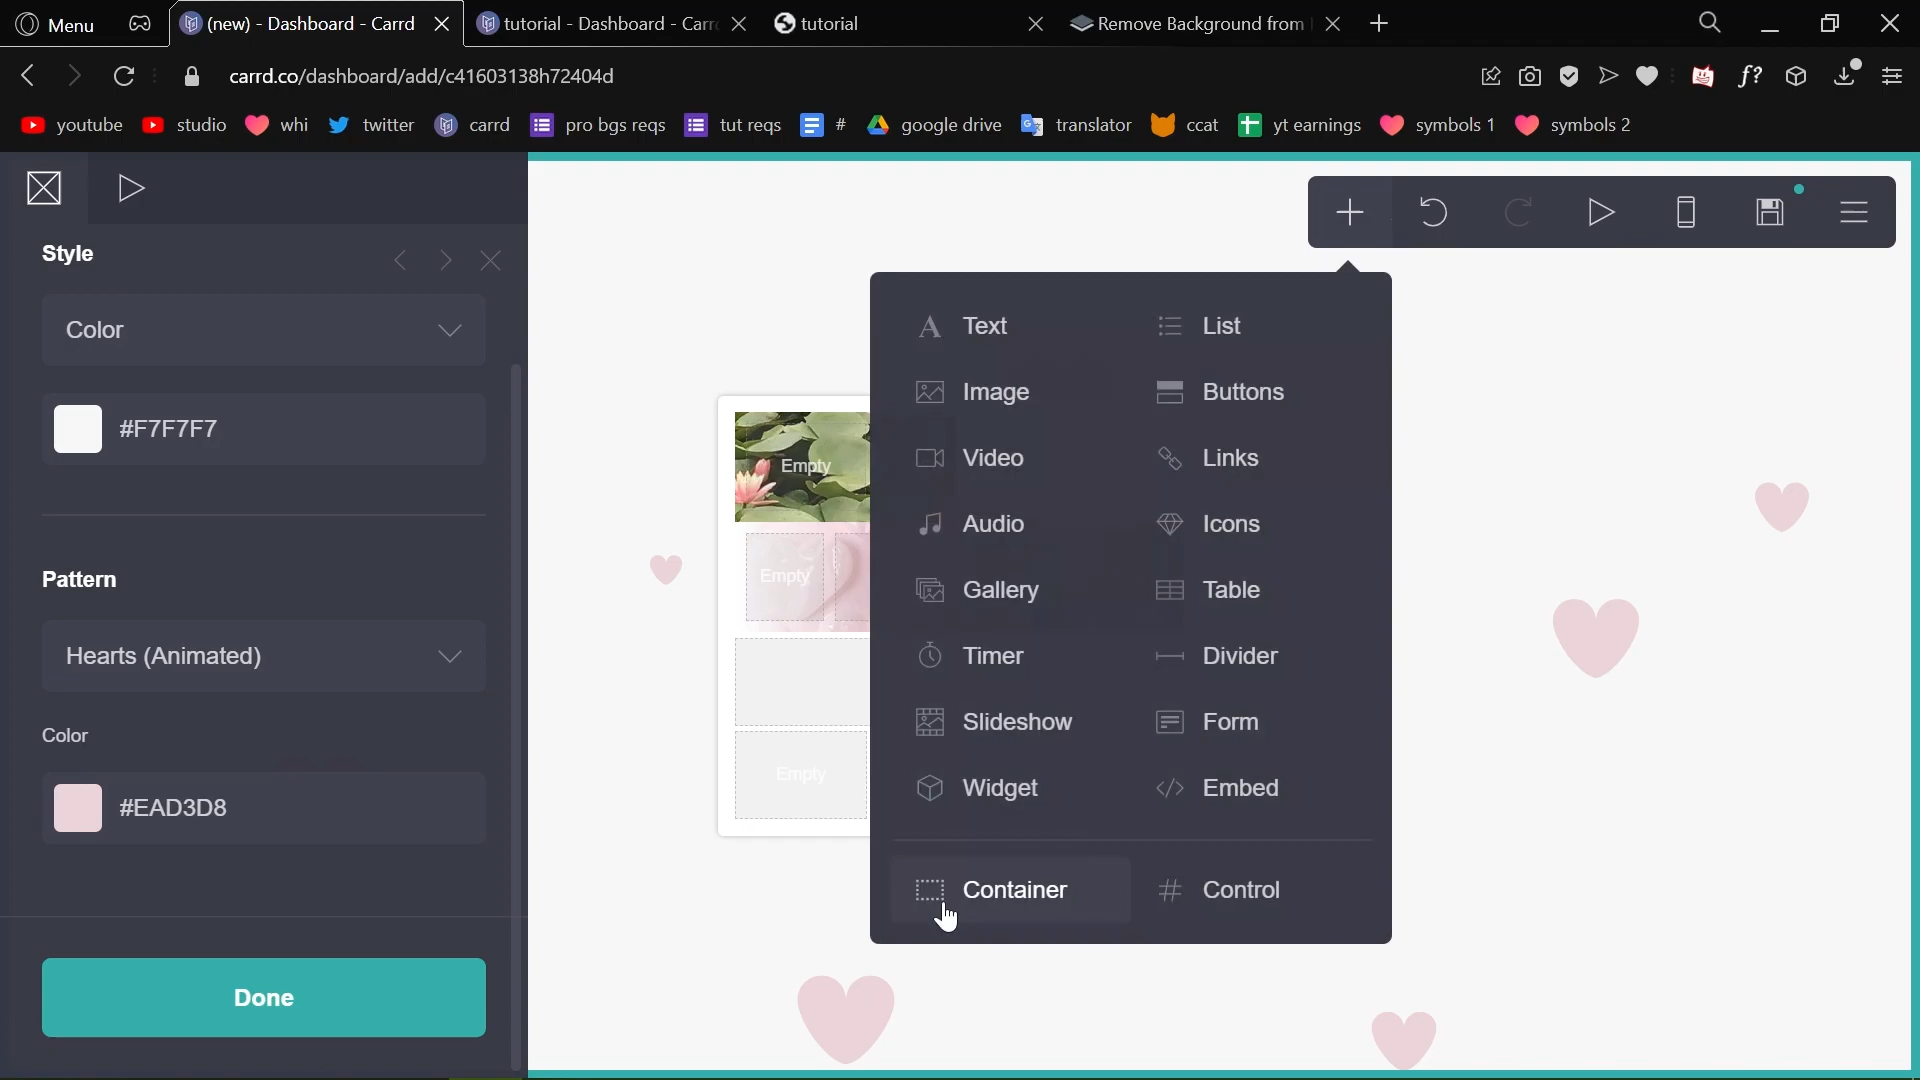 Menu
(new) - Dashboard - Carrd
tutorial - Dashboard - Carr
tutorial
Remove Background from
carrd.co/dashboard/add/c41603138h72404d
f?
youtube
studio
whi
twitter
carrd
pro bgs reqs
tut reqs
#
google drive
translator
ccat
yt earnings
symbols 1
symbols 2
Style
Color
#F7F7F7
Pattern
Hearts (Animated)
Color
#EAD3D8
Done
Empty
Empty
Empty
Text
List
Image
Buttons
Video
Links
Audio
Icons
Gallery
Table
Timer
Divider
Slideshow
Form
Widget
Embed
Container
Control